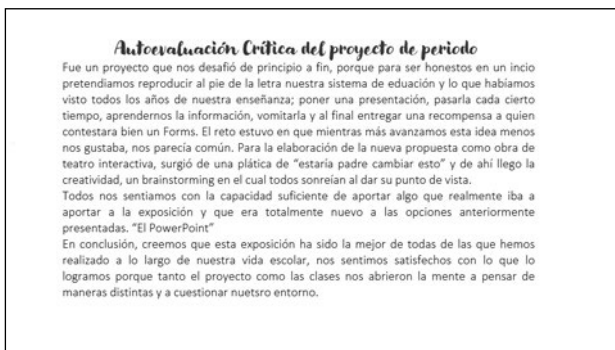 Autoevaluación Crítica del proyecto de periodo
Fue un proyecto que nos desafió de principio a fin, porque para ser honestos en un incio
pretendiamos reproducir al pie de la letra nuestra sistema de eduación y lo que habíamos
visto todos los años de nuestra enseñanza; poner una presentación, pasarla cada cierto
tiempo, aprendernos la información, vomitarla y al final entregar una recompensa a quien
contestara bien un Forms. El reto estuvo en que mientras más avanzamos esta idea menos
nos gustaba, nos parecía común. Para la elaboración de la nueva propuesta como obra de
teatro interactiva, surgió de una plática de “estaría padre cambiar esto” y de ahí llego la
creatividad, un brainstorming en el cual todos sonreían al dar su punto de vista.
Todos nos sentiamos con la capacidad suficiente de aportar algo que realmente iba a
aportar a la exposición y que era totalmente nuevo a las opciones anteriormente
presentadas. “El PowerPoint”
En conclusión, creemos que esta exposición ha sido la mejor de todas de las que hemos
realizado a lo largo de nuestra vida escolar, nos sentimos satisfechos con lo que lo
logramos porque tanto el proyecto como las clases nos abrieron la mente a pensar de
maneras distintas y a cuestionar nuetsro entorno.